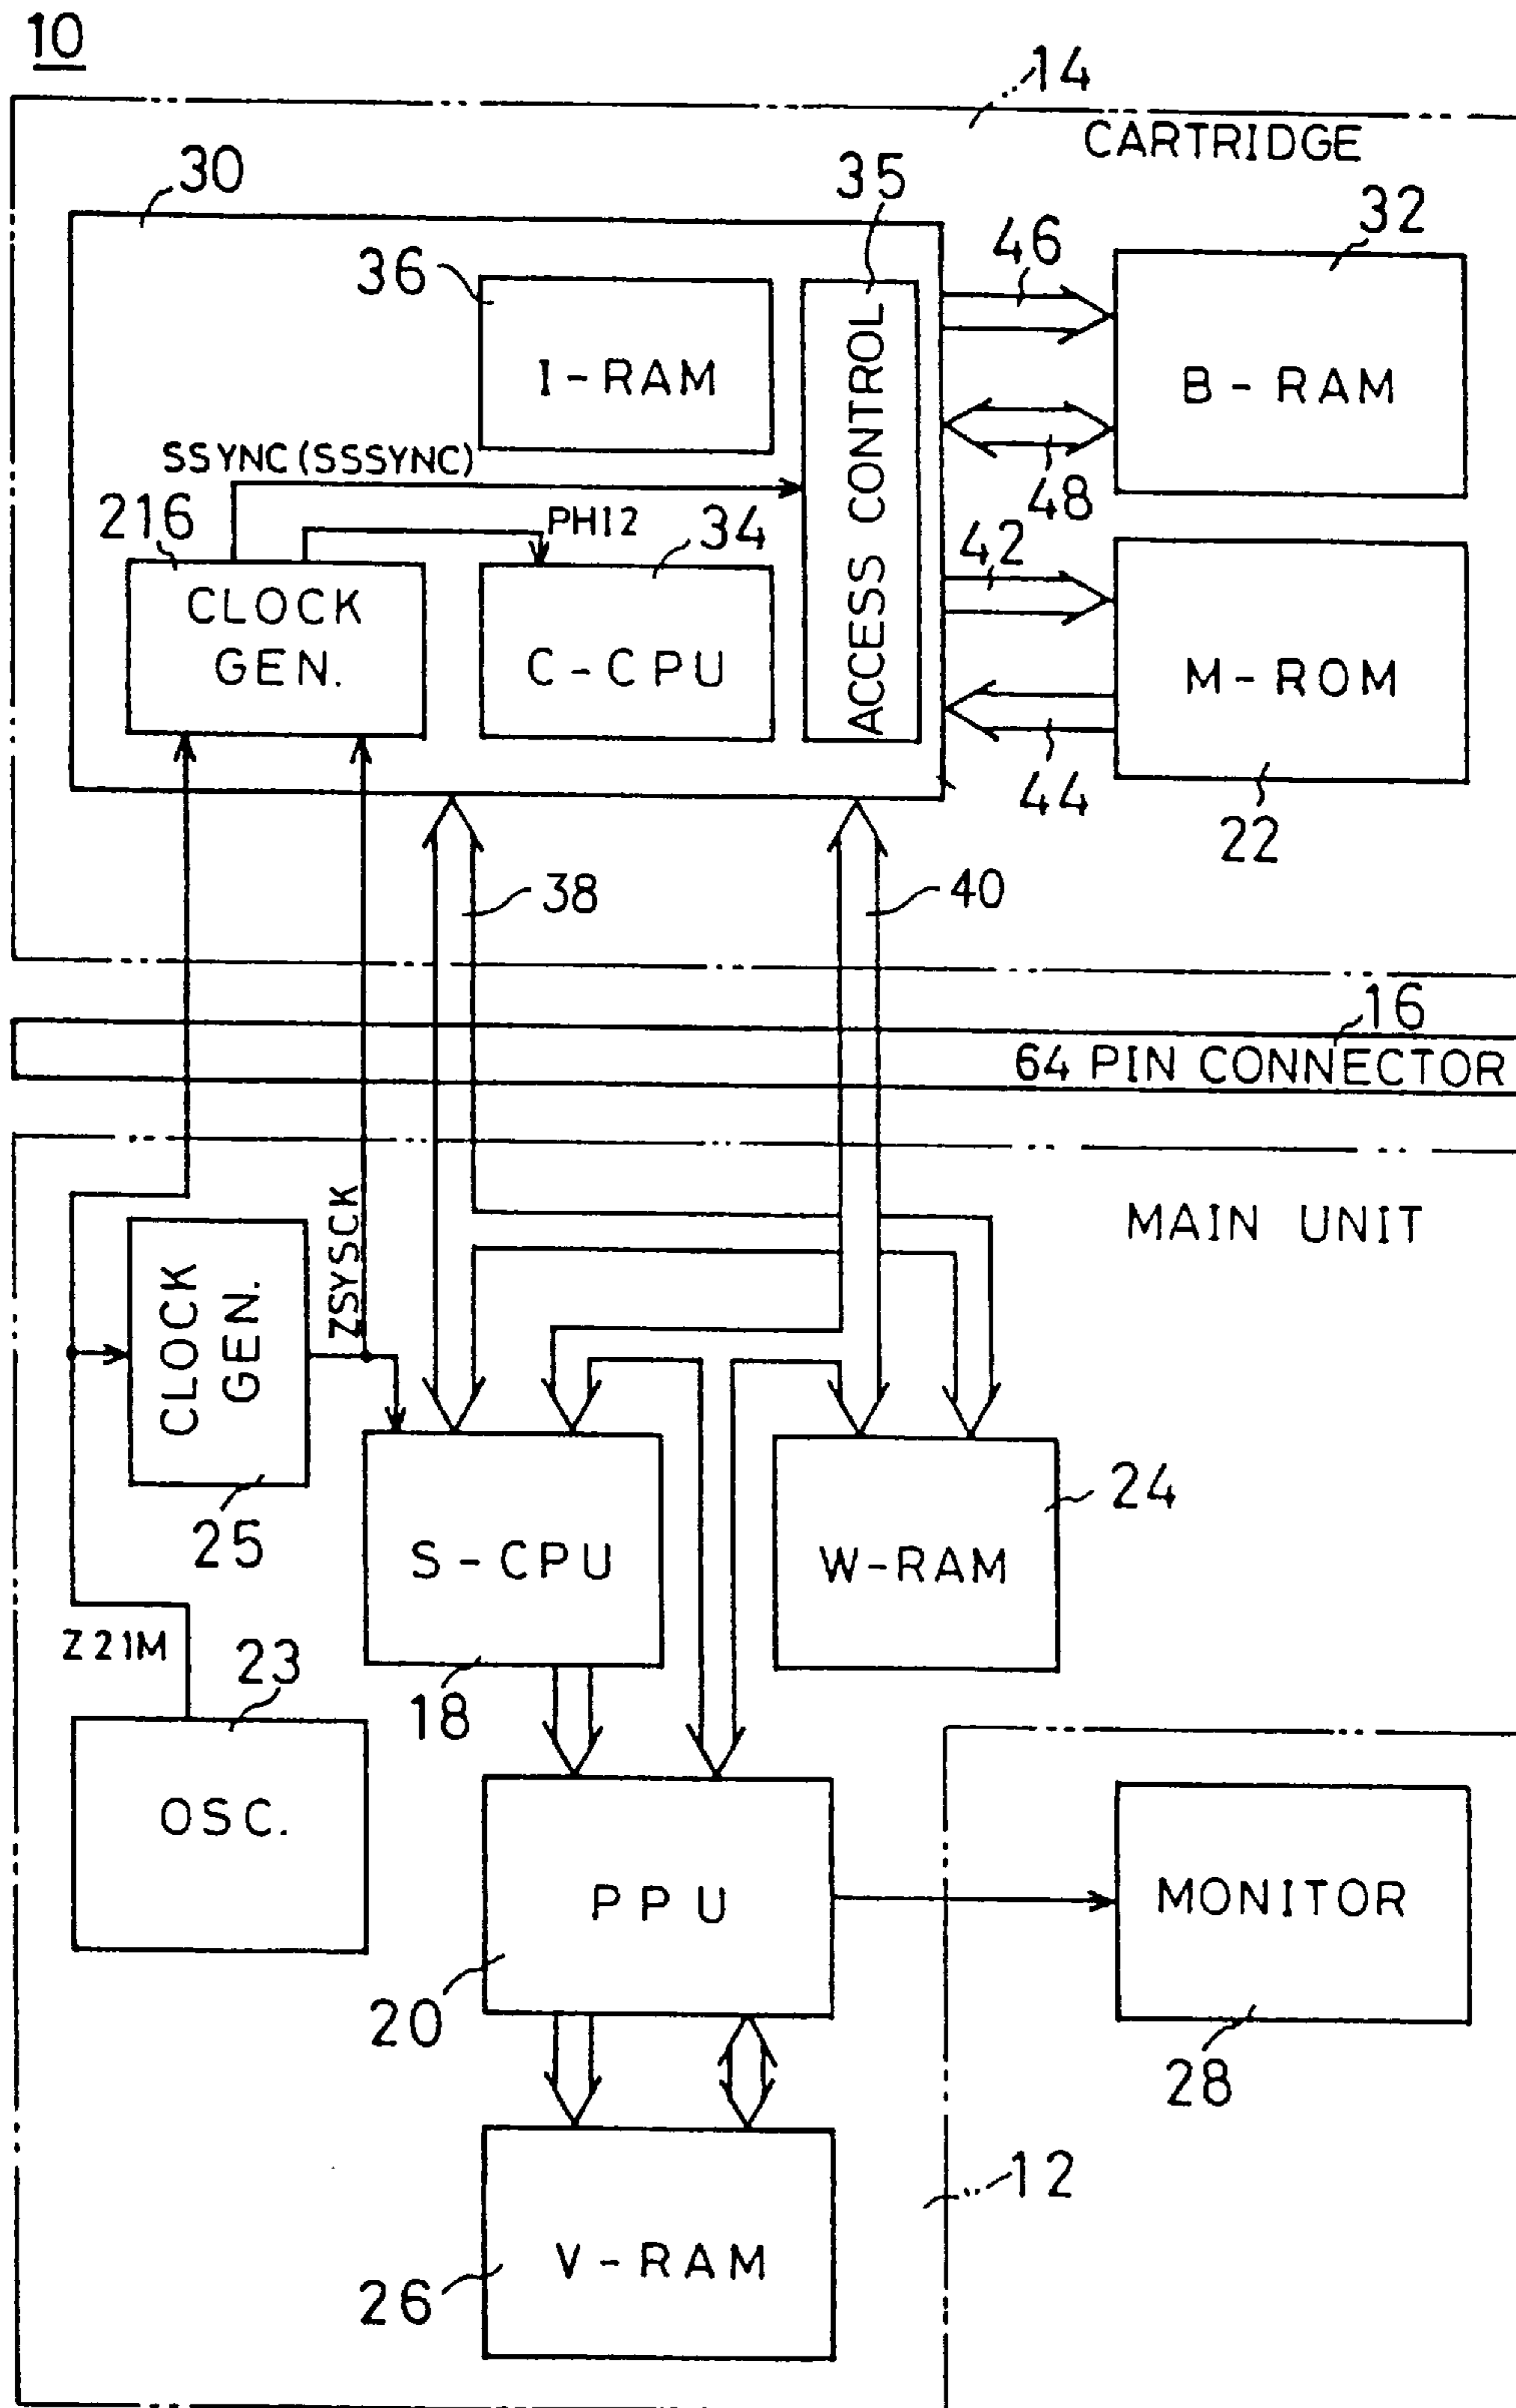 10
14
CARTRIDGE
30
35
32
36
46
I-RAM
ACCESS CONTROL
B-RAM
SSYNC(SSSYNC)
48
216
PHI2
34
42
CLOCK
GEN.
C-CPU
M-ROM
44
22
38
40
16
64 PIN CONNECTOR
MAIN UNIT
ZSYSCK
CLOCK
GEN.
25
24
S-CPU
W-RAM
Z21M
23
18
OSC.
PPU
MONITOR
20
28
12
V-RAM
26